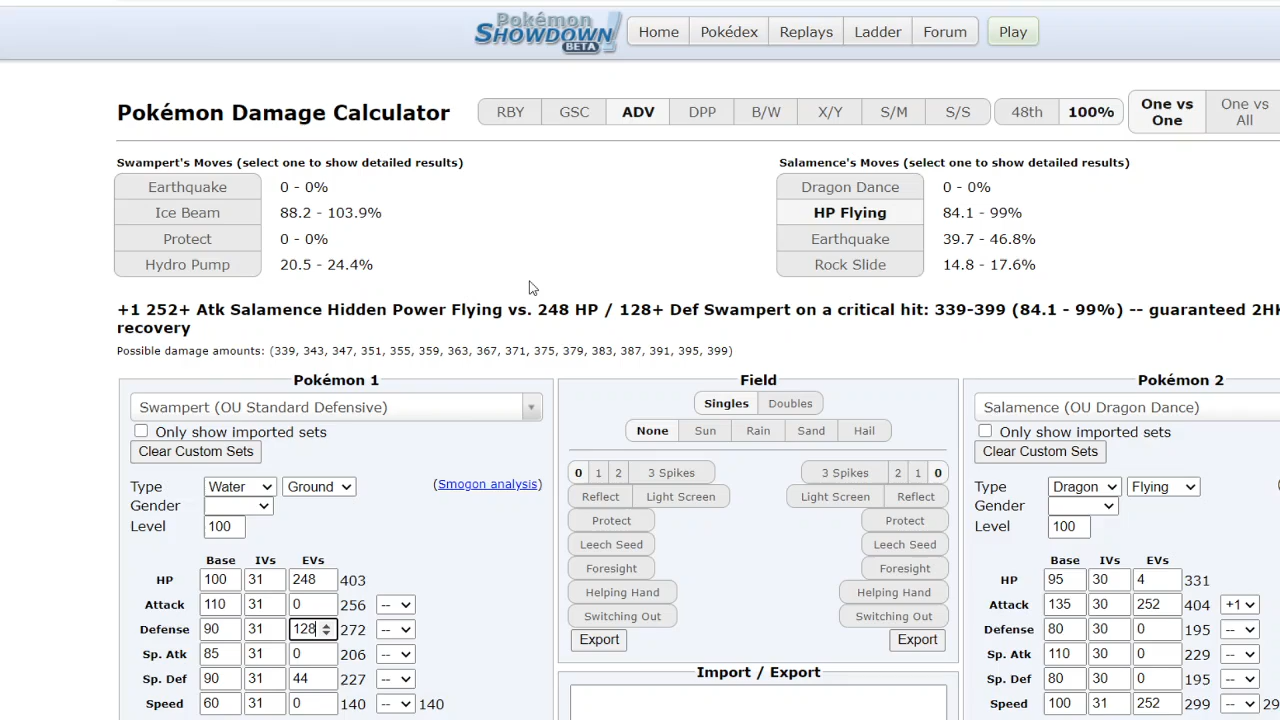 Pokémon
SHOWDOWN!
BETA
Home Pokédex Replays Ladder Forum Play
Pokémon Damage Calculator
RBY GSC ADV DPP B/W X/Y S/M S/S 48th 100% One vs One One vs All
Swampert's Moves (select one to show detailed results)
Earthquake 0 - 0%
Ice Beam 88.2 - 103.9%
Protect 0 - 0%
Hydro Pump 20.5 - 24.4%
Salamence's Moves (select one to show detailed results)
Dragon Dance 0 - 0%
HP Flying 84.1 - 99%
Earthquake 39.7 - 46.8%
Rock Slide 14.8 - 17.6%
+1 252+ Atk Salamence Hidden Power Flying vs. 248 HP / 128+ Def Swampert on a critical hit: 339-399 (84.1 - 99%) -- guaranteed
recovery
Possible damage amounts: (339, 343, 347, 351, 355, 359, 363, 367, 371, 375, 379, 383, 387, 391, 395, 399)
Pokémon 1
Swampert (OU Standard Defensive)
Only show imported sets
Clear Custom Sets
Type Water Ground (Smogon analysis)
Gender
Level 100
Base IVs EVs
HP 100 31 248 403
Attack 110 31 0 256 --
Defense 90 31 128 272 --
Sp. Atk 85 31 0 206 --
Sp. Def 90 31 44 227 --
Speed 60 31 0 140 -- 140
Field
Singles Doubles
None Sun Rain Sand Hail
0 1 2 3 Spikes 3 Spikes 2 1 0
Reflect Light Screen Light Screen Reflect
Protect Protect
Leech Seed Leech Seed
Foresight Foresight
Helping Hand Helping Hand
Switching Out Switching Out
Export Export
Import / Export
Pokémon 2
Salamence (OU Dragon Dance)
Only show imported sets
Clear Custom Sets
Type Dragon Flying (
Gender
Level 100
Base IVs EVs
HP 95 30 4 331
Attack 135 30 252 404 +1
Defense 80 30 0 195 --
Sp. Atk 110 30 0 229 --
Sp. Def 80 30 0 195 --
Speed 100 31 252 299 --